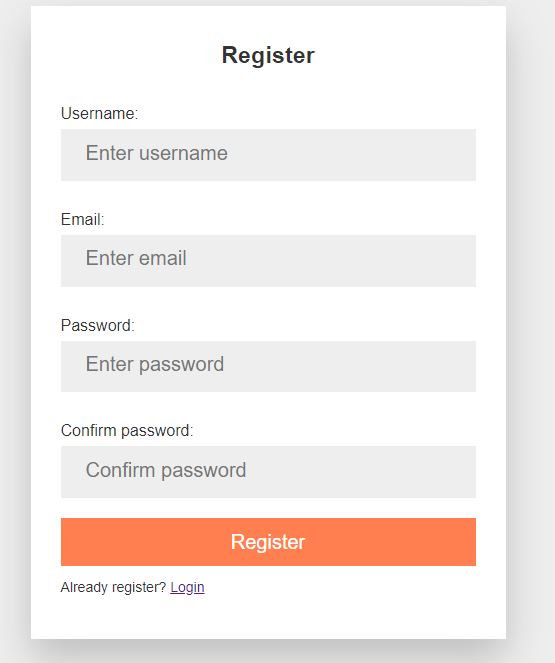 Register
Username:
Enter username
Email:
Enter email
Password:
Enter password
Confirm password:
Confirm password
Register
Already register? Login